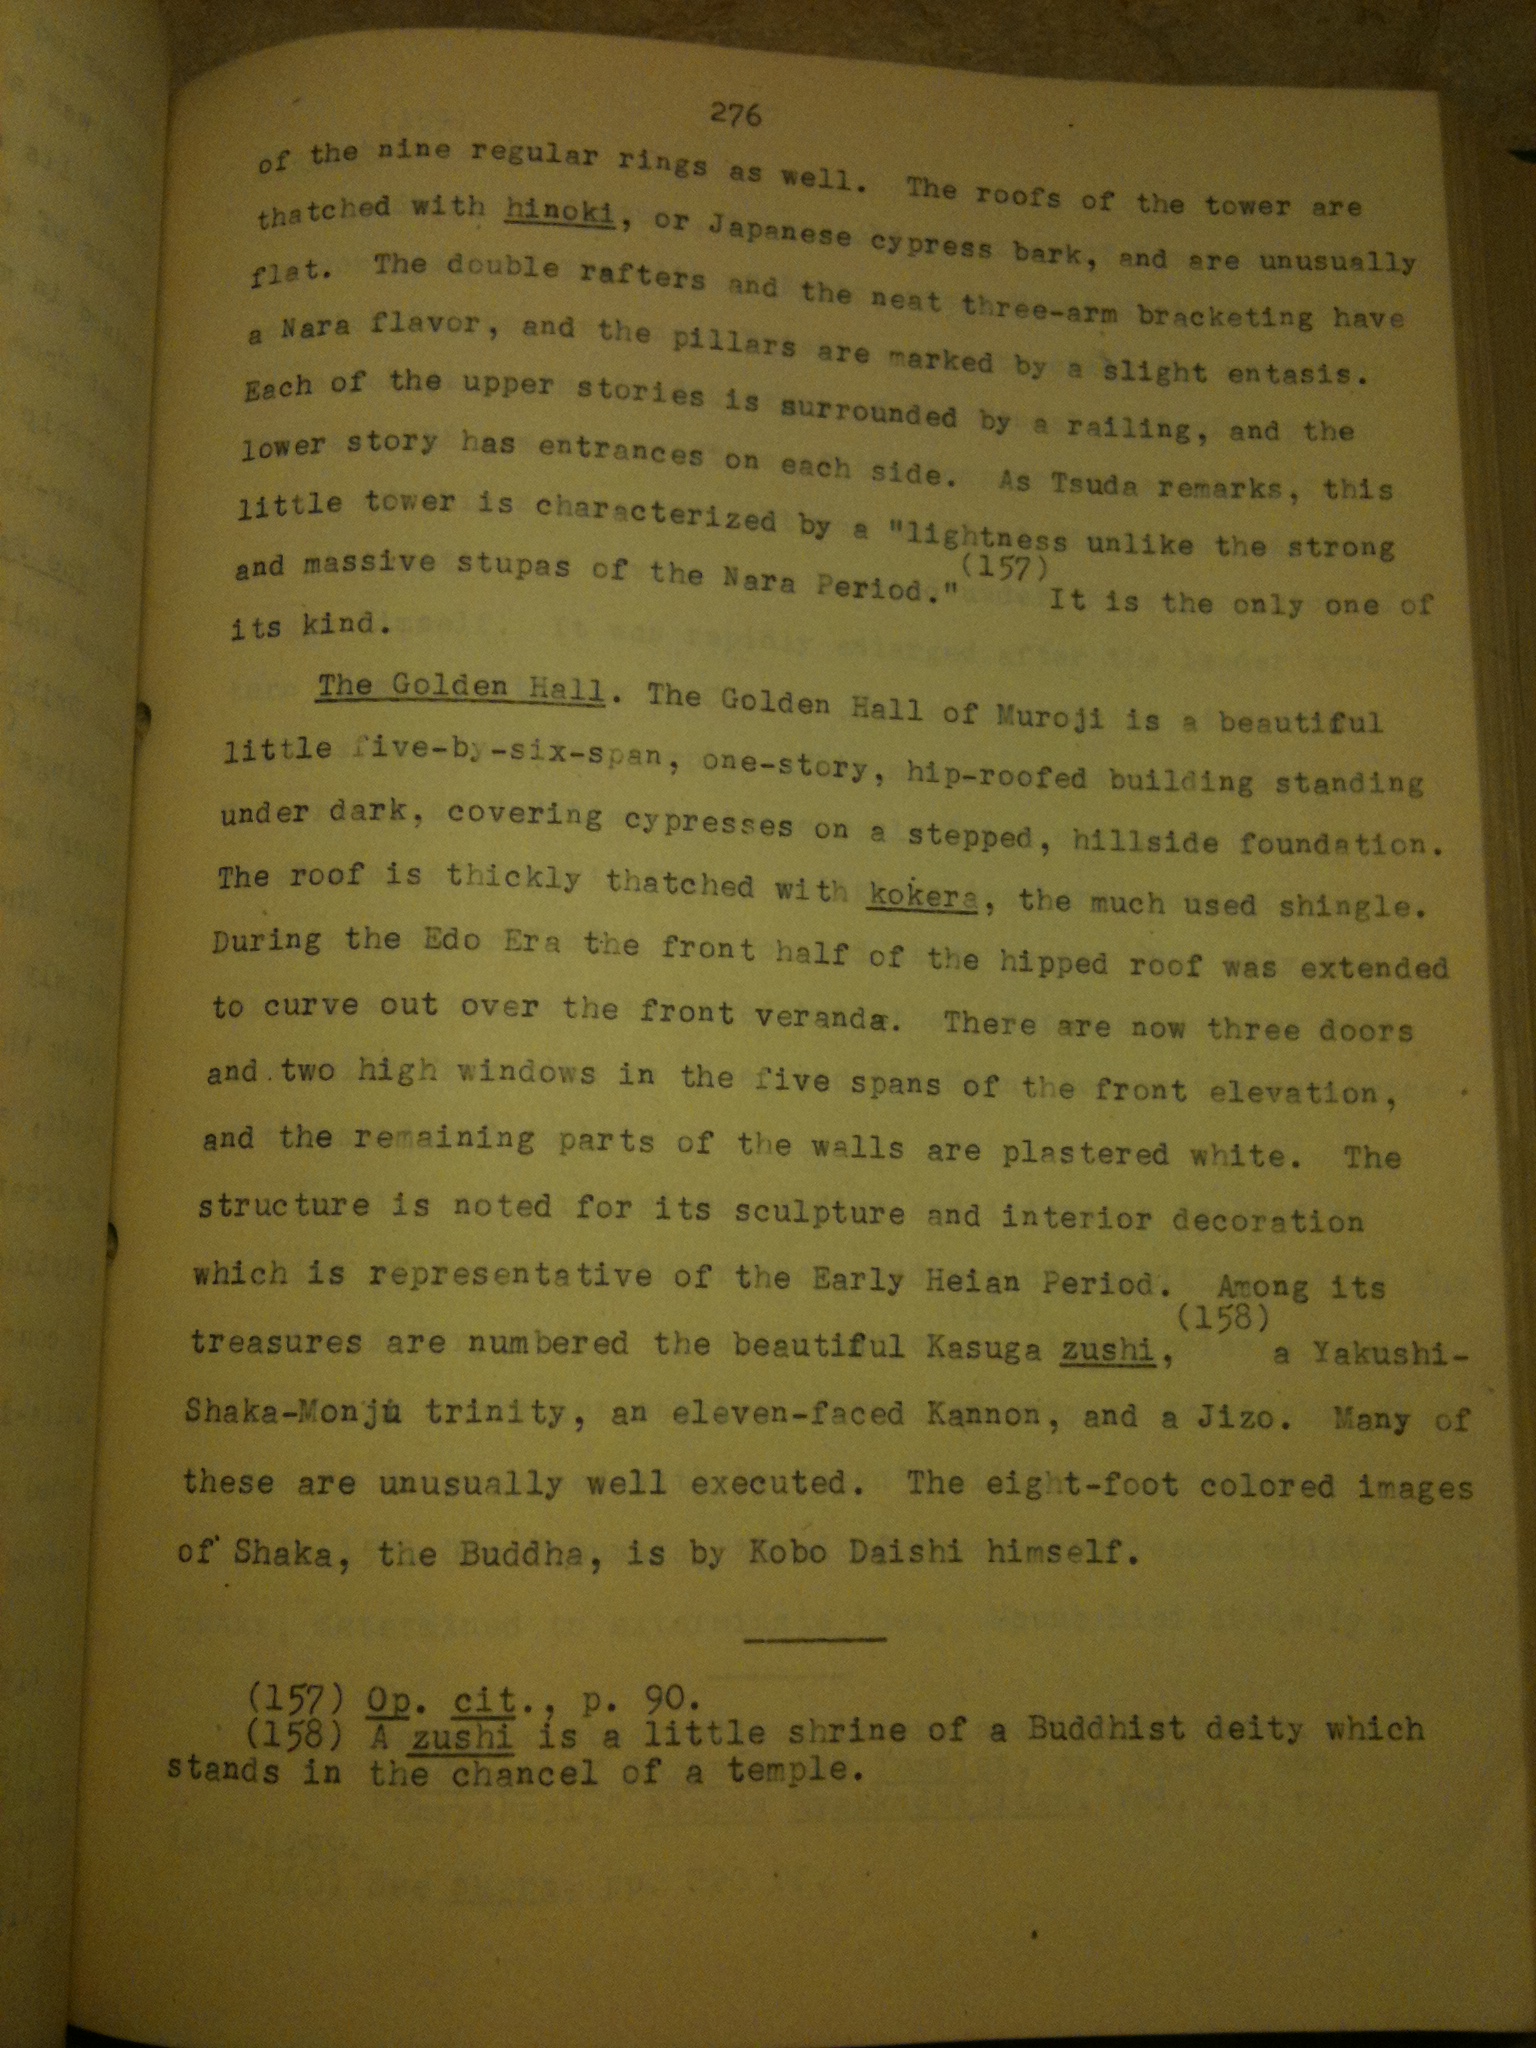 276
of the nine regular rings as well. The roofs of the tower are
thatched with hinoki, or Japanese cypress bark, and are unusually
flat. The double rafters and the neat three-arm bracketing have
a Nara flavor, and the pillars are marked by a slight entasis.
Each of the upper stories is surrounded by a railing, and the
lower story has entrances on each side. As Tsuda remarks, this
little tower is characterized by a "lightness unlike the strong
and massive stupas of the Nara Period."(157) It is the only one of
its kind.
The Golden Hall. The Golden Hall of Muroji is a beautiful
little five-by-six-span, one-story, hip-roofed building standing
under dark, covering cypresses on a stepped, hillside foundation.
The roof is thickly thatched with kokera, the much used shingle.
During the Edo Era the front half of the hipped roof was extended
to curve out over the front veranda. There are now three doors
and two high windows in the five spans of the front elevation,
and the remaining parts of the walls are plastered white. The
structure is noted for its sculpture and interior decoration
which is representative of the Early Heian Period. Among its
treasures are numbered the beautiful Kasuga zushi,(158) a Yakushi-
Shaka-Monju trinity, an eleven-faced Kannon, and a Jizo. Many of
these are unusually well executed. The eight-foot colored images
of Shaka, the Buddha, is by Kobo Daishi himself.
(157) Op. cit., p. 90.
(158) A zushi is a little shrine of a Buddhist deity which
stands in the chancel of a temple.